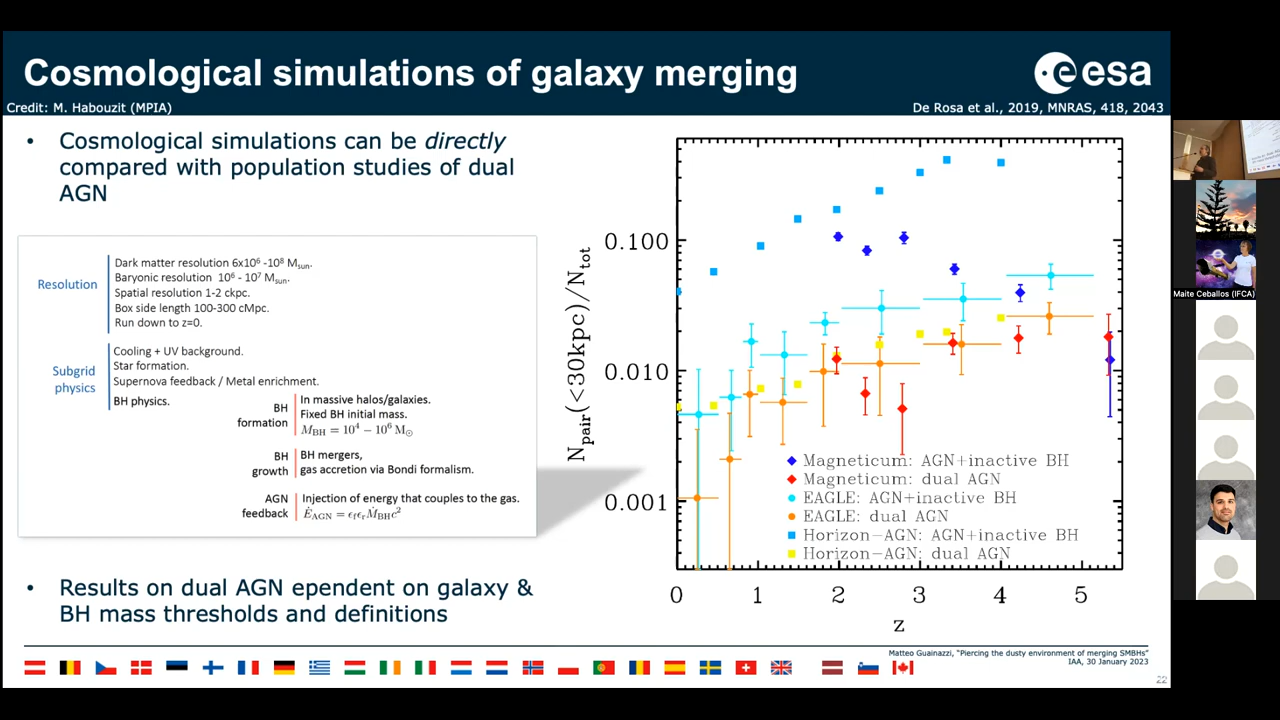 Cosmological simulations of galaxy merging
esa
Credit: M. Habouzit (MPIA)
De Rosa et al., 2019, MNRAS, 418, 2043
• Cosmological simulations can be directly
compared with population studies of dual
AGN
Resolution
Dark matter resolution 6x10⁶ -10⁸ Msun.
Baryonic resolution 10⁶ - 10⁷ Msun.
Spatial resolution 1-2 ckpc.
Box side length 100-300 cMpc.
Run down to z=0.
Subgrid
physics
Cooling + UV background.
Star formation.
Supernova feedback / Metal enrichment.
BH physics.
BH
formation
In massive halos/galaxies.
Fixed BH initial mass.
M_BH = 10⁴ − 10⁶ M⊙
BH
growth
BH mergers,
gas accretion via Bondi formalism.
AGN
feedback
Injection of energy that couples to the gas.
Ė_AGN = ϵ_f ϵ_r Ṁ_BH c²
• Results on dual AGN ependent on galaxy &
BH mass thresholds and definitions
N_pair(<30kpc)/N_tot
0.100
0.010
0.001
Magneticum: AGN+inactive BH
Magneticum: dual AGN
EAGLE: AGN+inactive BH
EAGLE: dual AGN
Horizon-AGN: AGN+inactive BH
Horizon-AGN: dual AGN
0 1 2 3 4 5
z
Matteo Guainazzi, "Piercing the dusty environment of merging SMBHs"
IAA, 30 January 2023
22
Maite Ceballos (IFCA)